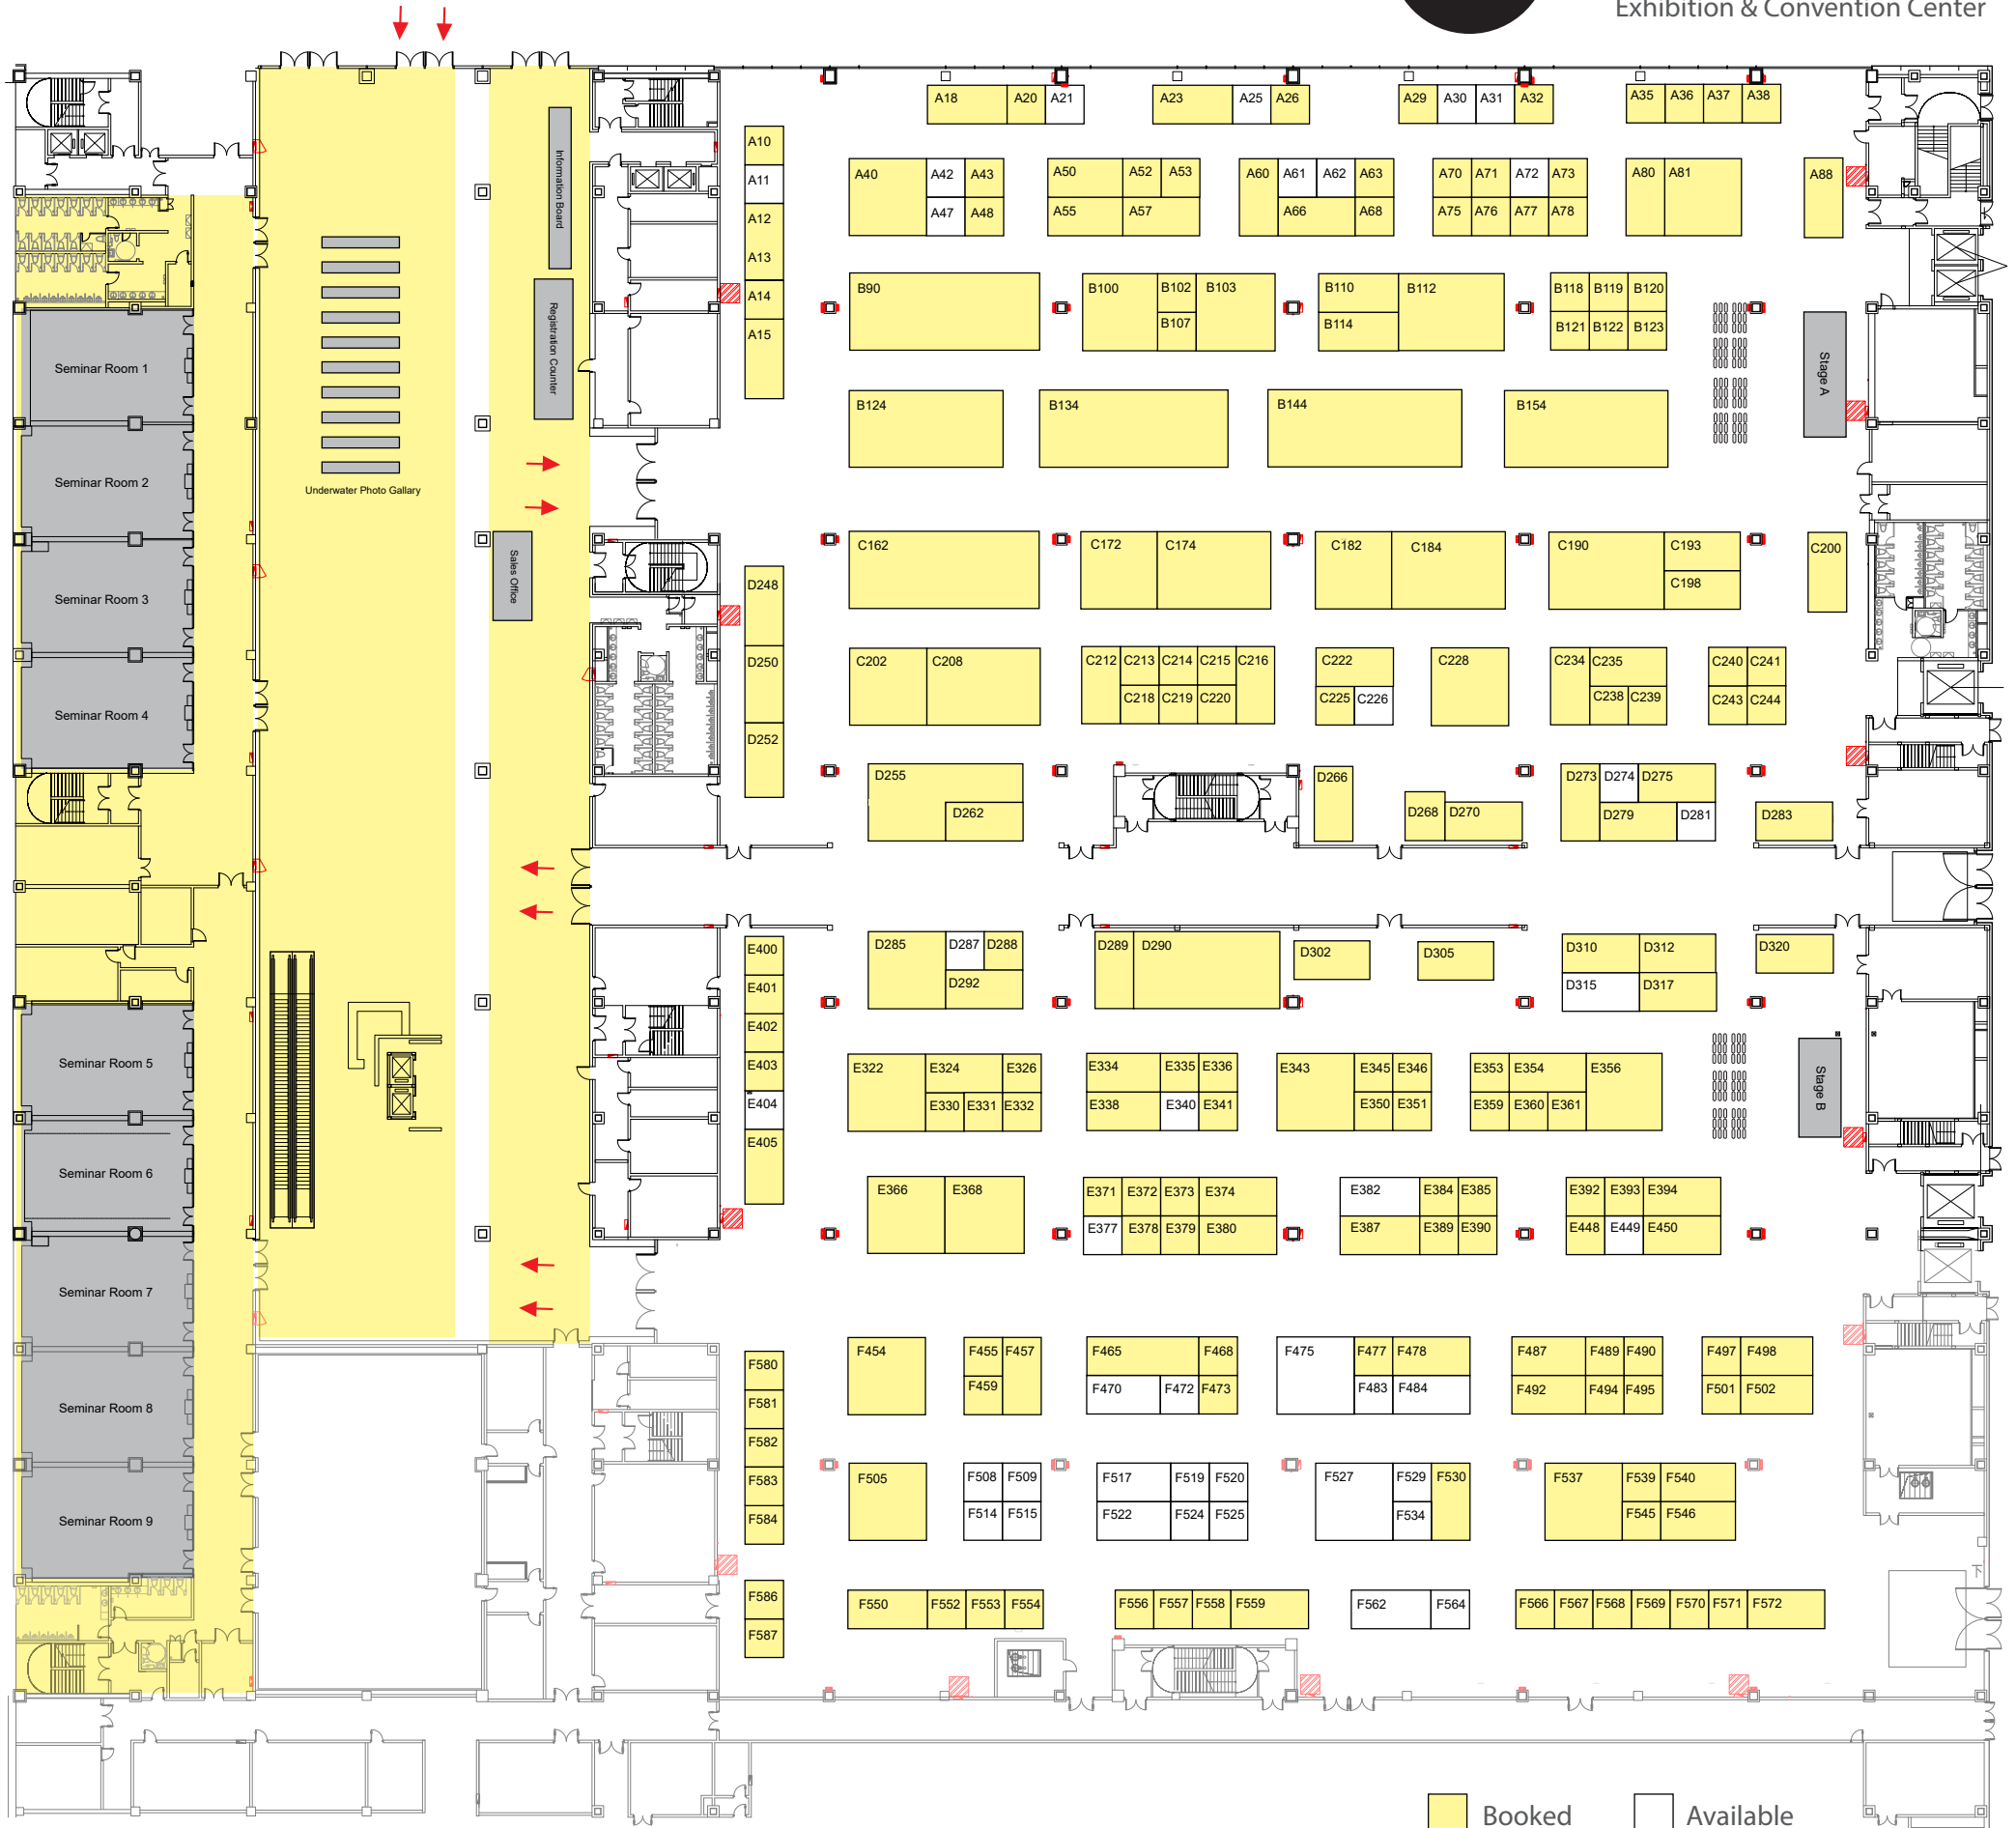 Exhibition & Convention Center
A18 A20 A21 A23 A25 A26 A29 A30 A31 A32 A35 A36 A37 A38
A10
A11
A12
A13
A14
A15
A40 A42 A43 A50 A52 A53 A60 A61 A62 A63 A70 A71 A72 A73 A80 A81 A88
A47 A48 A55 A57 A66 A68 A75 A76 A77 A78
Information Board
Registration Counter
B90 B100 B102 B103 B110 B112 B118 B119 B120
B107 B114 B121 B122 B123
Stage A
Seminar Room 1
B124 B134 B144 B154
Seminar Room 2
Underwater Photo Gallary
Sales Office
C162 C172 C174 C182 C184 C190 C193 C200
C198
D248
D250
D252
Seminar Room 3
C202 C208 C212 C213 C214 C215 C216 C222 C228 C234 C235 C240 C241
C218 C219 C220 C225 C226 C238 C239 C243 C244
Seminar Room 4
D255 D266 D273 D274 D275
D262 D268 D270 D279 D281 D283
D285 D287 D288 D289 D290 D302 D305 D310 D312 D320
D292 D315 D317
E400
E401
E402
E403
E404
E405
Seminar Room 5
E322 E324 E326 E334 E335 E336 E343 E345 E346 E353 E354 E356
E330 E331 E332 E338 E340 E341 E350 E351 E359 E360 E361
Stage B
Seminar Room 6
E366 E368 E371 E372 E373 E374 E382 E384 E385 E392 E393 E394
E377 E378 E379 E380 E387 E389 E390 E448 E449 E450
Seminar Room 7
F454 F455 F457 F465 F468 F475 F477 F478 F487 F489 F490 F497 F498
F459 F470 F472 F473 F483 F484 F492 F494 F495 F501 F502
F580
F581
F582
F583
F584
Seminar Room 8
F505 F508 F509 F517 F519 F520 F527 F529 F530 F537 F539 F540
F514 F515 F522 F524 F525 F534 F545 F546
Seminar Room 9
F586
F587
F550 F552 F553 F554 F556 F557 F558 F559 F562 F564 F566 F567 F568 F569 F570 F571 F572
Booked Available